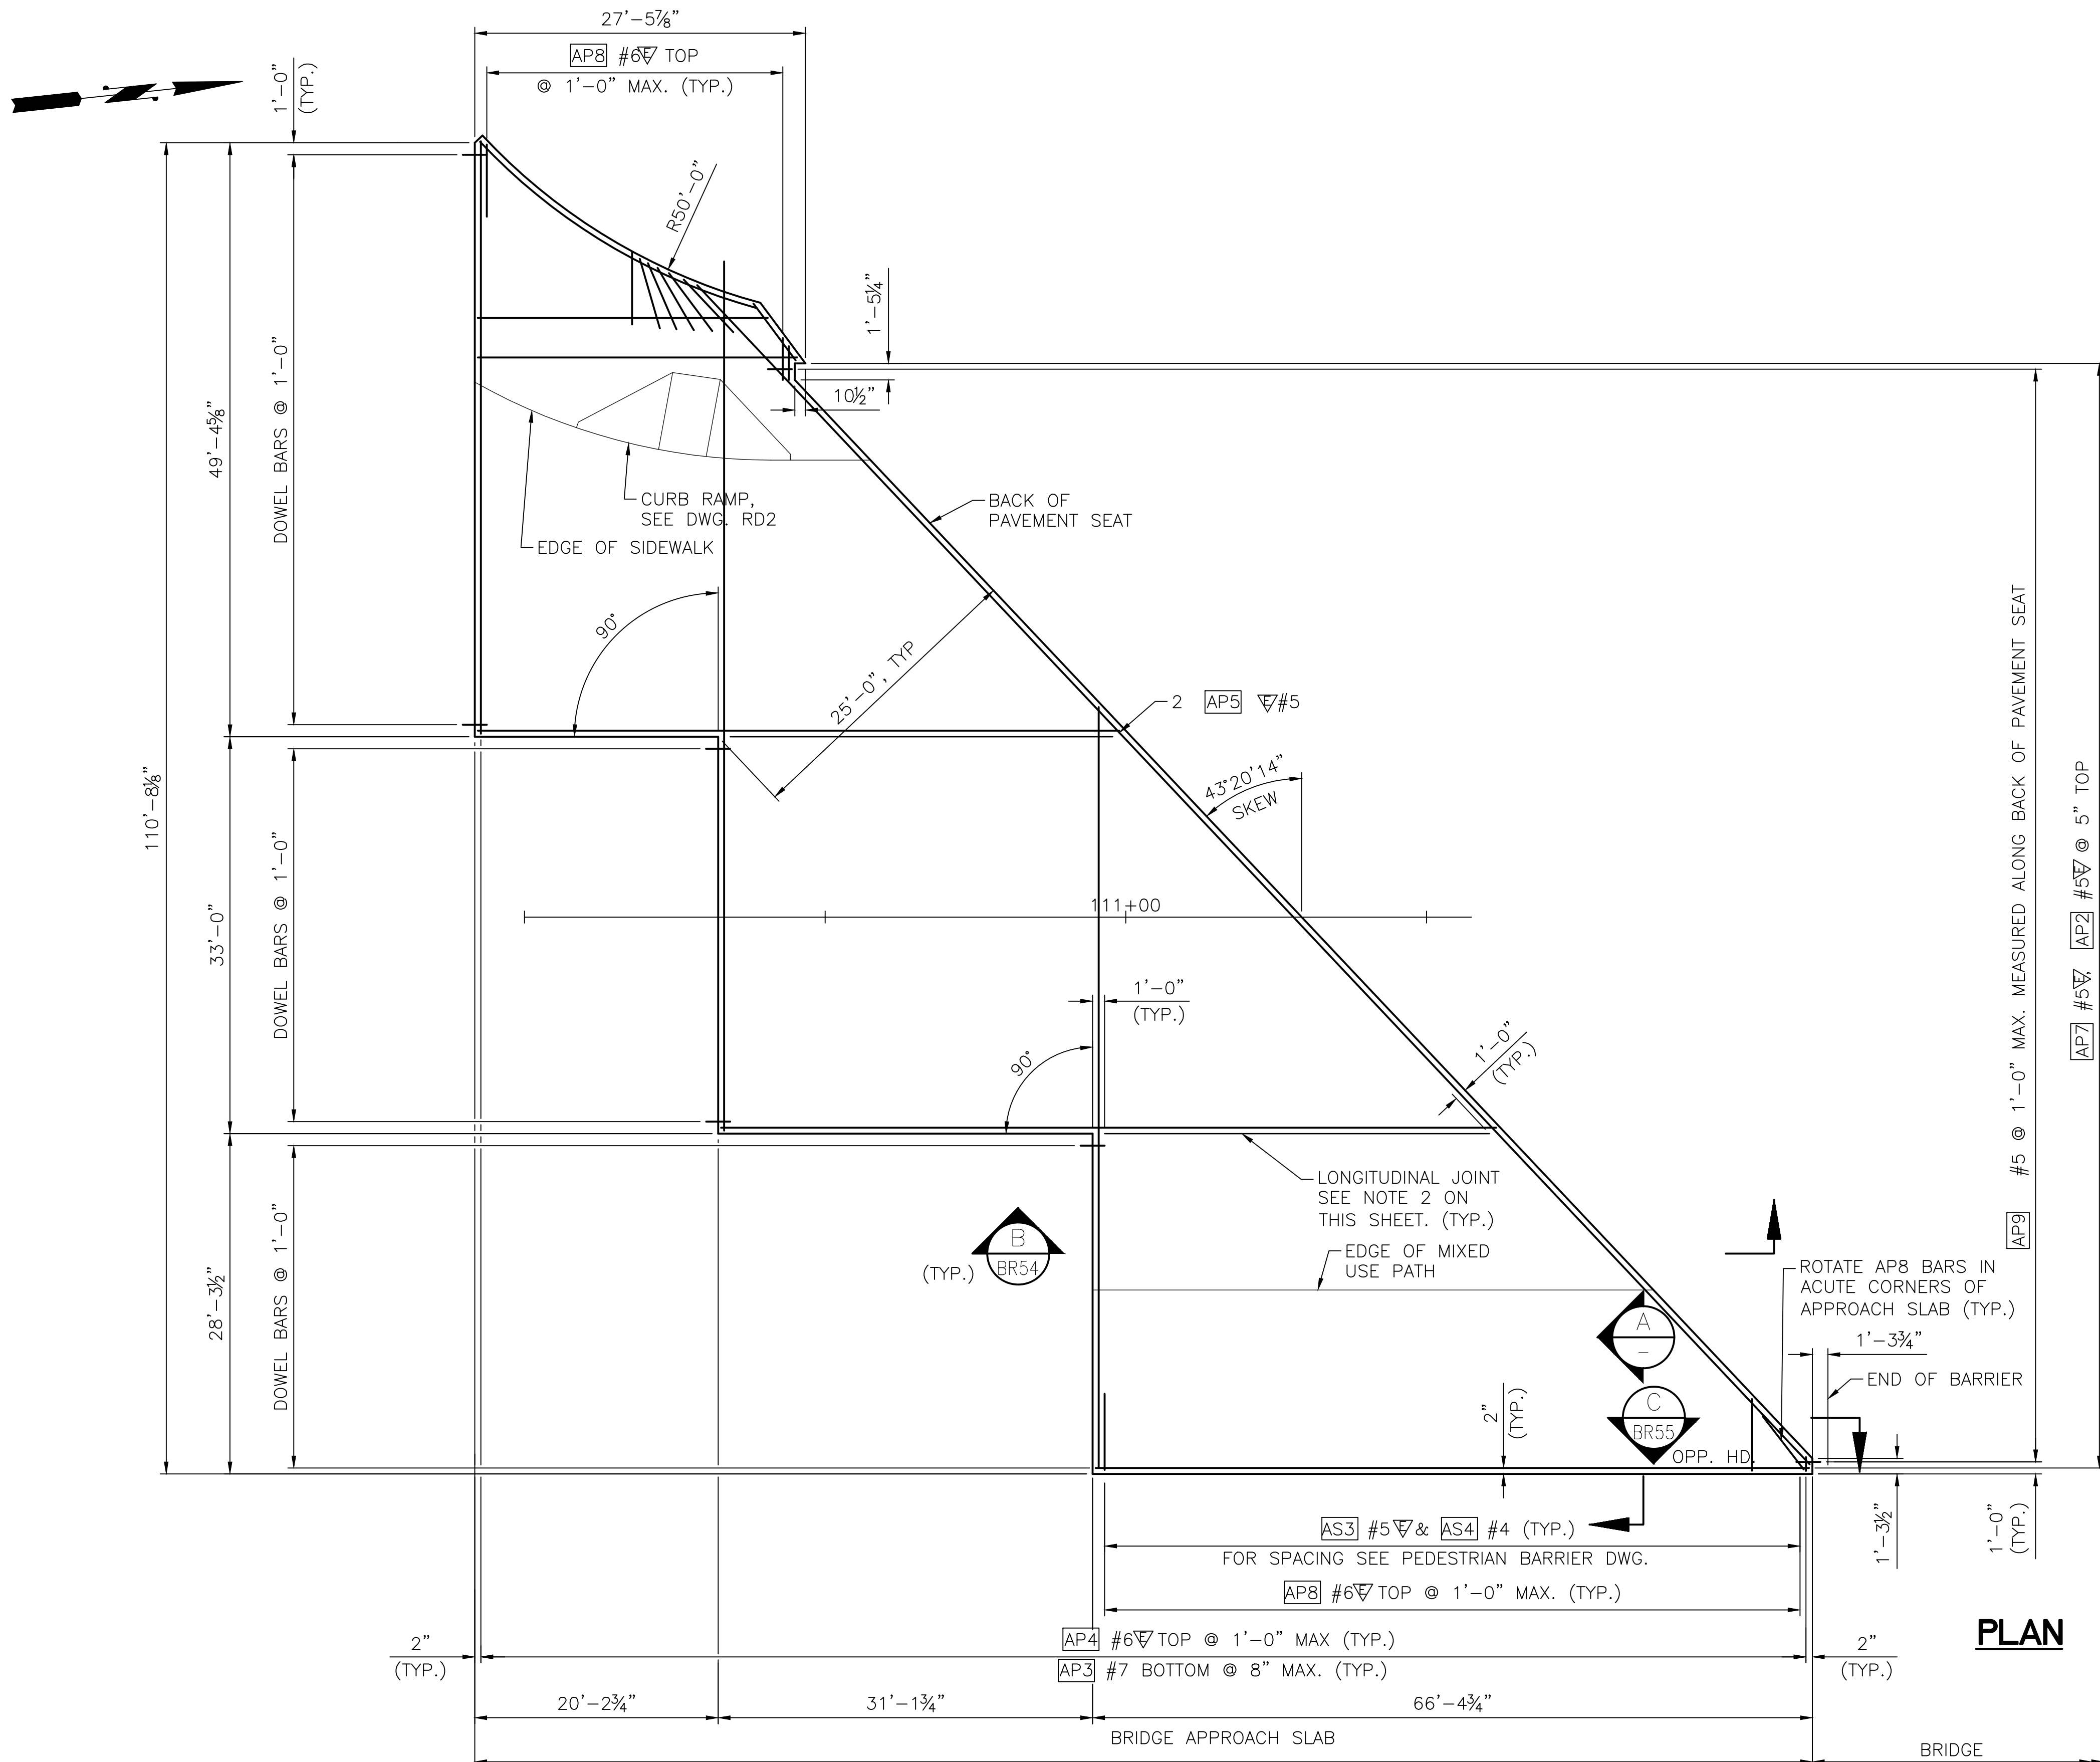 27'-5⅞"
AP8 #6 E TOP
@ 1'-0" MAX. (TYP.)
1'-0"
(TYP.)
R50'-0"
1'-5¼"
10½"
DOWEL BARS @ 1'-0"
49'-4⅝"
CURB RAMP,
SEE DWG. RD2
EDGE OF SIDEWALK
BACK OF
PAVEMENT SEAT
90°
25'-0", TYP
2 AP5 E #5
43°20'14"
SKEW
110'-8⅛"
33'-0"
DOWEL BARS @ 1'-0"
111+00
1'-0"
(TYP.)
90°
1'-0"
(TYP.)
AP9 #5 @ 1'-0" MAX. MEASURED ALONG BACK OF PAVEMENT SEAT
AP7 #5 E, AP2 #5 E @ 5" TOP
LONGITUDINAL JOINT
SEE NOTE 2 ON
THIS SHEET. (TYP.)
B
BR54
(TYP.)
EDGE OF MIXED
USE PATH
ROTATE AP8 BARS IN
ACUTE CORNERS OF
APPROACH SLAB (TYP.)
28'-3½"
DOWEL BARS @ 1'-0"
A
-
1'-3¾"
END OF BARRIER
C
BR55
OPP. HD.
2"
(TYP.)
1'-3½"
1'-0"
(TYP.)
AS3 #5 E & AS4 #4 (TYP.)
FOR SPACING SEE PEDESTRIAN BARRIER DWG.
AP8 #6 E TOP @ 1'-0" MAX. (TYP.)
PLAN
2"
(TYP.)
AP4 #6 E TOP @ 1'-0" MAX (TYP.)
AP3 #7 BOTTOM @ 8" MAX. (TYP.)
2"
(TYP.)
20'-2¾"
31'-1¾"
66'-4¾"
BRIDGE APPROACH SLAB
BRIDGE